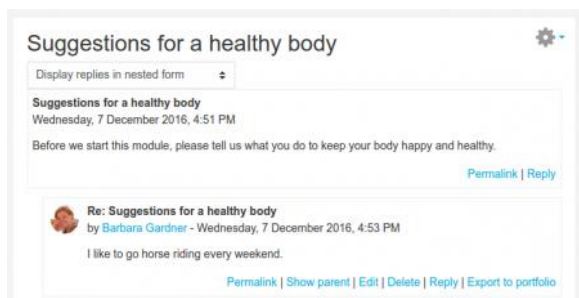 Suggestions for a healthy body
Display replies in nested form
Suggestions for a healthy body
Wednesday, 7 December 2016, 4:51 PM
Before we start this module, please tell us what you do to keep your body happy and healthy.
Permalink | Reply
Re: Suggestions for a healthy body
by Barbara Gardner - Wednesday, 7 December 2016, 4:53 PM
I like to go horse riding every weekend.
Permalink | Show parent | Edit | Delete | Reply | Export to portfolio